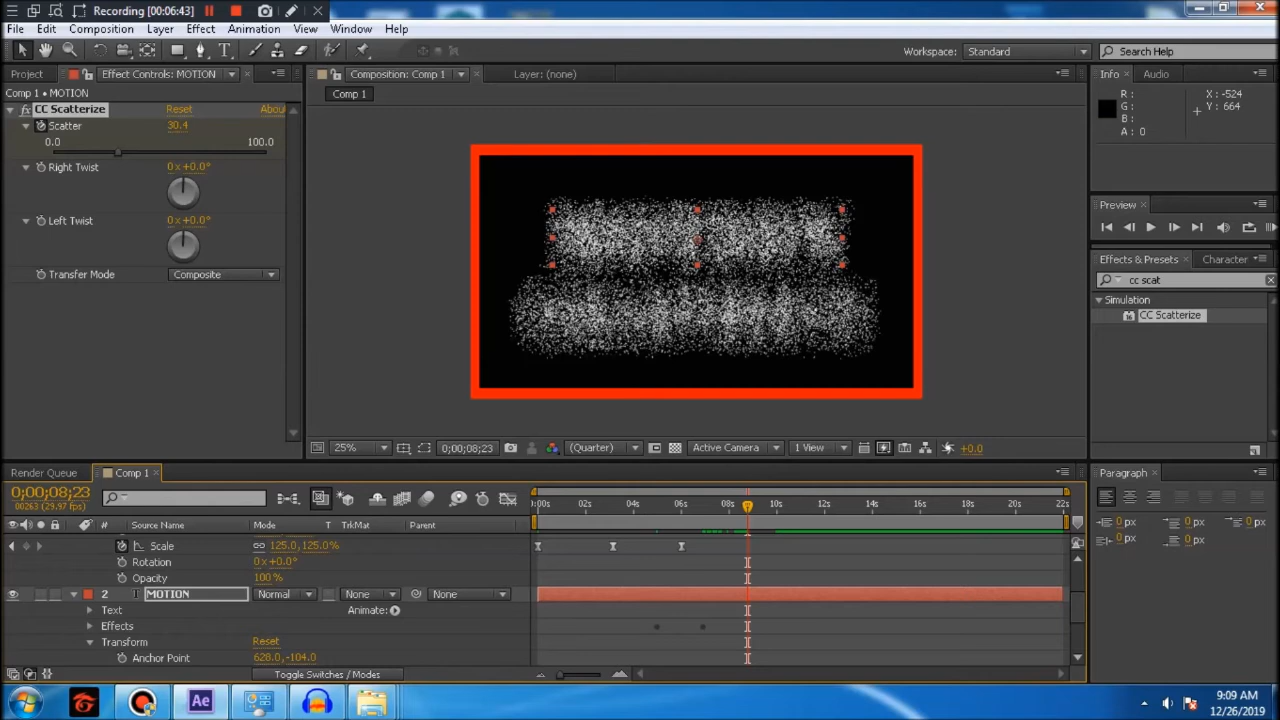 Recording [00:06:43]
File Edit Composition Layer Effect Animation View Window Help
Workspace: Standard Search Help
Project Effect Controls: MOTION Composition: Comp 1 Layer: (none) Info Audio
Comp 1 • MOTION
Comp 1
fx CC Scatterize Reset Abou
Scatter 30.4
0.0 100.0
Right Twist 0 x +0.0°
Left Twist 0 x +0.0°
Transfer Mode Composite
R :
G :
B :
A : 0
X : -524
Y : 664
Preview
Effects & Presets Character
cc scat
Simulation
CC Scatterize
25% 0;00;08;23 (Quarter) Active Camera 1 View +0.0
Render Queue Comp 1 Paragraph
0;00;08;23
00263 (29.97 fps)
:00s 02s 04s 06s 08s 10s 12s 14s 16s 18s 20s 22s
# Source Name Mode T TrkMat Parent
Scale 125.0,125.0%
Rotation 0 x +0.0°
Opacity 100%
2 T MOTION Normal None None
Text Animate:
Effects
Transform Reset
Anchor Point 628.0,-104.0
Toggle Switches / Modes
0 px 0 px 0 px
0 px 0 px
Ae
9:09 AM
12/26/2019